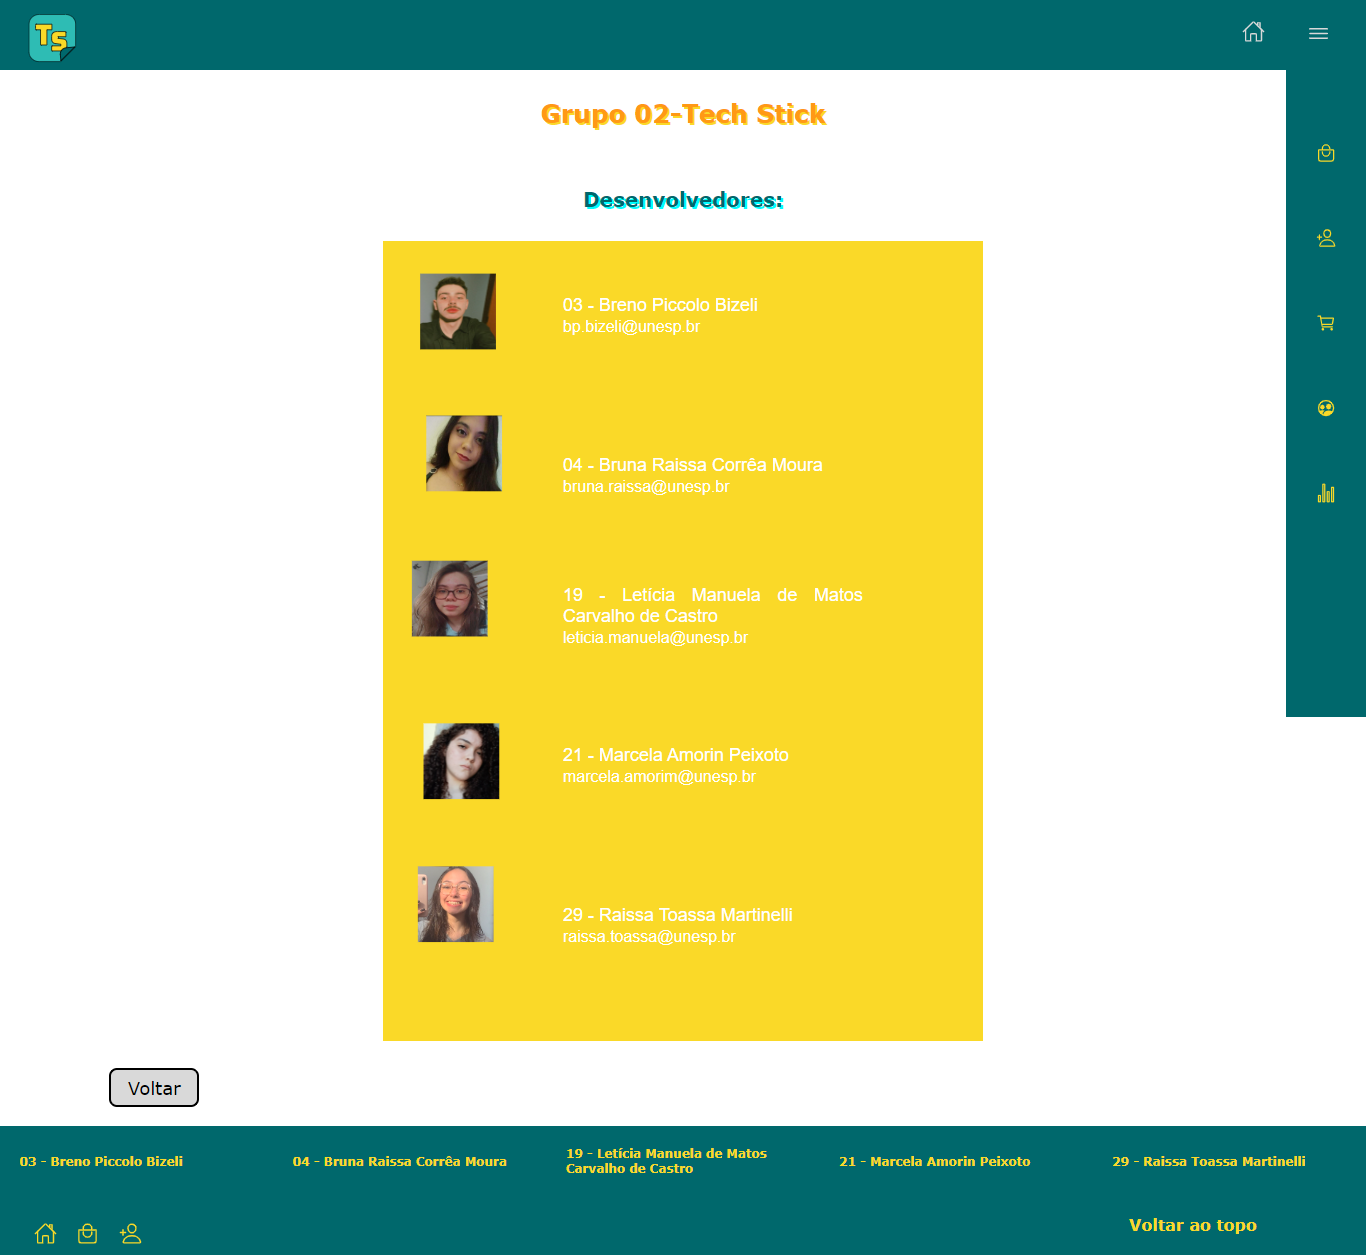 TS
Grupo 02-Tech Stick
Desenvolvedores:
03 - Breno Piccolo Bizeli
bp.bizeli@unesp.br
04 - Bruna Raissa Corrêa Moura
bruna.raissa@unesp.br
19 - Letícia Manuela de Matos
Carvalho de Castro
leticia.manuela@unesp.br
21 - Marcela Amorin Peixoto
marcela.amorim@unesp.br
29 - Raissa Toassa Martinelli
raissa.toassa@unesp.br
Voltar
03 - Breno Piccolo Bizeli
04 - Bruna Raissa Corrêa Moura
19 - Letícia Manuela de Matos
Carvalho de Castro
21 - Marcela Amorin Peixoto
29 - Raissa Toassa Martinelli
Voltar ao topo